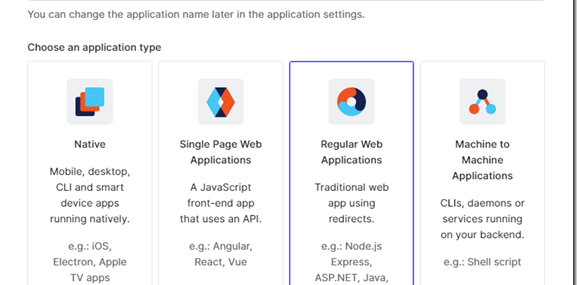 You can change the application name later in the application settings.
Choose an application type
Native
Mobile, desktop,
CLI and smart
device apps
running natively.
e.g.: iOS,
Electron, Apple
TV apps
Single Page Web
Applications
A JavaScript
front-end app
that uses an API.
e.g.: Angular,
React, Vue
Regular Web
Applications
Traditional web
app using
redirects.
e.g.: Node.js
Express,
ASP.NET, Java,
Machine to
Machine
Applications
CLIs, daemons or
services running
on your backend.
e.g.: Shell script